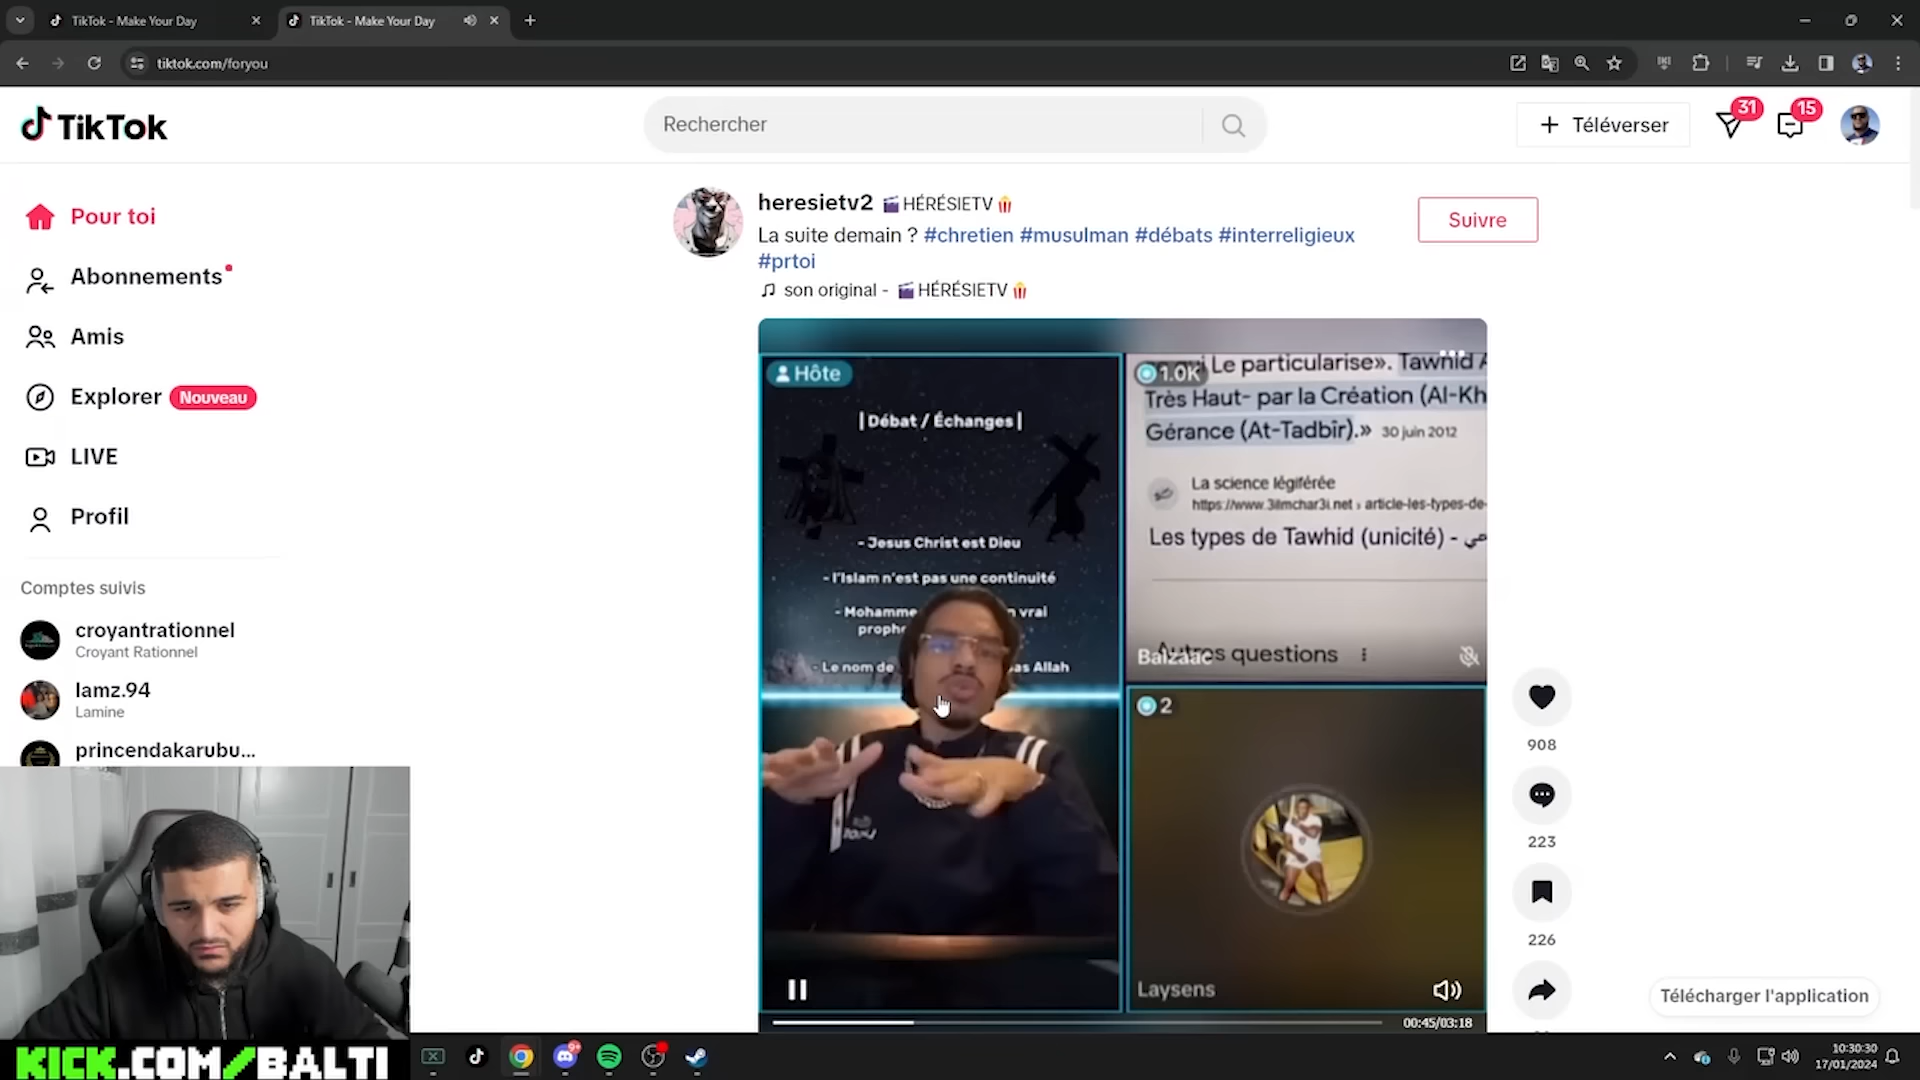 TikTok - Make Your Day
TikTok - Make Your Day
tiktok.com/foryou
TikTok
Rechercher
Téléverser
31
15
Pour toi
Abonnements
Amis
Explorer Nouveau
LIVE
Profil
Comptes suivis
croyantrationnel
Croyant Rationnel
lamz.94
Lamine
princendakarubu...
heresietv2 🎬HÉRÉSIETV🍿
La suite demain ? #chretien #musulman #débats #interreligieux
#prtoi
son original - 🎬HÉRÉSIETV🍿
Suivre
Hôte
|Débat / Échanges|
- Jesus Christ est Dieu
- l'Islam n'est pas une continuité
- Mohamme vrai
proph
- Le nom de as Allah
1.0K
qui Le particularise». Tawhid A
Très Haut- par la Création (Al-Kh
Gérance (At-Tadbîr).» 30 juin 2012
La science légiférée
https://www.3ilmchar3i.net › article-les-types-de-
Les types de Tawhid (unicité) - مي
Autres questions
Balzaac
2
Laysens
00:45/03:18
908
223
226
Télécharger l'application
KICK.COM/BALTI
10:30:30
17/01/2024